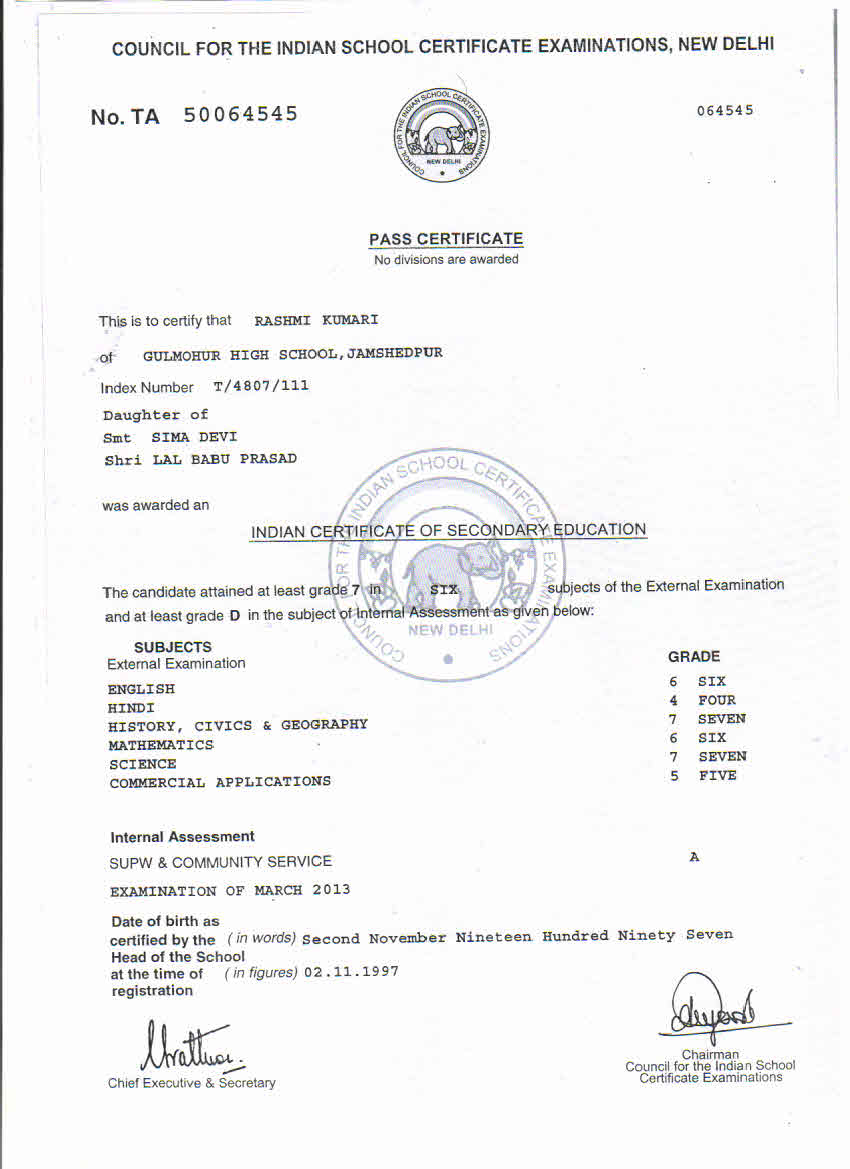 COUNCIL FOR THE INDIAN SCHOOL CERTIFICATE EXAMINATIONS, NEW DELHI
No. TA 50064545
064545
COUNCIL FOR THE INDIAN SCHOOL CERTIFICATE EXAMINATIONS
NEW DELHI
PASS CERTIFICATE
No divisions are awarded
This is to certify that RASHMI KUMARI
of GULMOHUR HIGH SCHOOL,JAMSHEDPUR
Index Number T/4807/111
Daughter of
Smt SIMA DEVI
Shri LAL BABU PRASAD
was awarded an
INDIAN CERTIFICATE OF SECONDARY EDUCATION
The candidate attained at least grade 7 in SIX subjects of the External Examination
and at least grade D in the subject of Internal Assessment as given below:
COUNCIL FOR THE INDIAN SCHOOL CERTIFICATE EXAMINATIONS
NEW DELHI
SUBJECTS
External Examination GRADE
ENGLISH 6 SIX
HINDI 4 FOUR
HISTORY, CIVICS & GEOGRAPHY 7 SEVEN
MATHEMATICS 6 SIX
SCIENCE 7 SEVEN
COMMERCIAL APPLICATIONS 5 FIVE
Internal Assessment
SUPW & COMMUNITY SERVICE A
EXAMINATION OF MARCH 2013
Date of birth as
certified by the (in words) Second November Nineteen Hundred Ninety Seven
Head of the School
at the time of (in figures) 02.11.1997
registration
Chief Executive & Secretary
Chairman
Council for the Indian School
Certificate Examinations